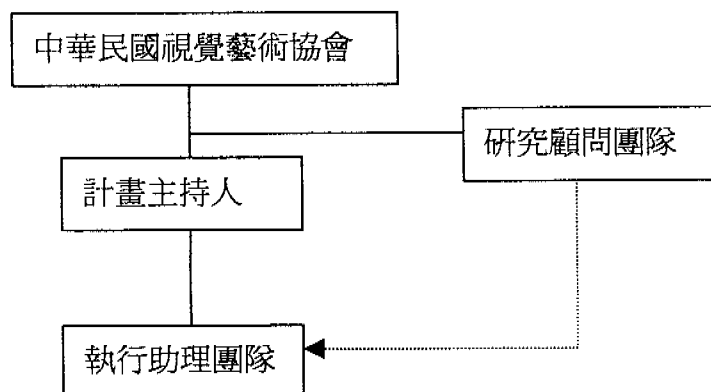 中華民國視覺藝術協會
研究顧問團隊
計畫主持人
執行助理團隊